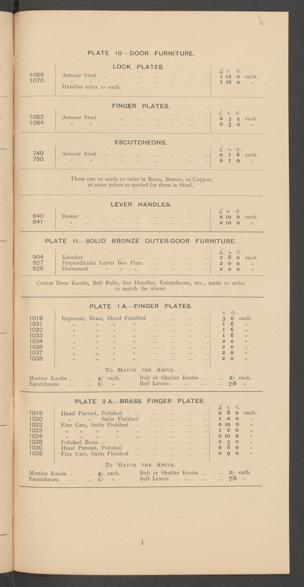 PLATE 10—DOOR FURNITURE.
LOCK PLATES.
£ s. d.
1069 Armour Steel ... 1 12 0 each.
1070 " " ... 1 16 0 "
Handles extra to each.
FINGER PLATES.
£ s. d.
1063 Armour Steel ... 0 3 4 each
1064 " " ... 0 3 0 "
ESCUTCHEONS.
£ s. d.
749 Armour Steel ... 0 1 6 each.
750 " " ... 0 1 0 "
These can be made to order in Brass, Bronze, or Copper,
at same prices as quoted for those in Steel.
LEVER HANDLES.
£ s. d.
840 Bronze ... 0 10 0 each.
841 " ... 0 10 0 "
PLATE 11.—SOLID BRONZE OUTER-DOOR FURNITURE.
£ s. d.
904 Knocker ... 2 8 0 each.
927 Perpendicular Letter Box Plate ... 2 0 0 "
928 Horizontal " " " ... 2 0 0 "
Centre Door Knobs, Bell Pulls, Bar Handles, Escutcheons, etc., made to order
to match the above.
PLATE 1A.—FINGER PLATES.
s. d.
1018 Repoussé, Brass, Hand Finished ... 3 0 each.
1031 " " " " ... 1 6 "
1032 " " " " ... 1 6 "
1033 " " " " ... 1 6 "
1034 " " " " ... 2 0 "
1036 " " " " ... 2 0 "
1037 " " " " ... 2 0 "
1038 " " " " ... 2 0 "
To Match the Above.
Mortice Knobs ... 4/- each. Bolt or Shutter Knobs ... 2/- each.
Escutcheons ... 1/- " Bell Levers ... 7/6 "
PLATE 2A.—BRASS FINGER PLATES.
£ s. d.
1019 Hand Pierced, Polished ... 0 8 0 each.
1020 " " Satin Finished ... 1 0 0 "
1022 Fine Cast, Satin Finished ... 0 10 0 "
1023 " " " " ... 1 0 0 "
1024 " " " " ... 0 10 0 "
1028 Polished Brass ... 0 3 0 "
1030 Hand Pierced, Polished ... 0 6 0 "
1035 Fine Cast, Satin Finished ... 0 9 0 "
To Match the Above.
Mortice Knobs ... 4/- each. Bolt or Shutter Knobs ... 2/- each.
Escutcheons ... 1/- " Bell Levers ... 7/6 "
3